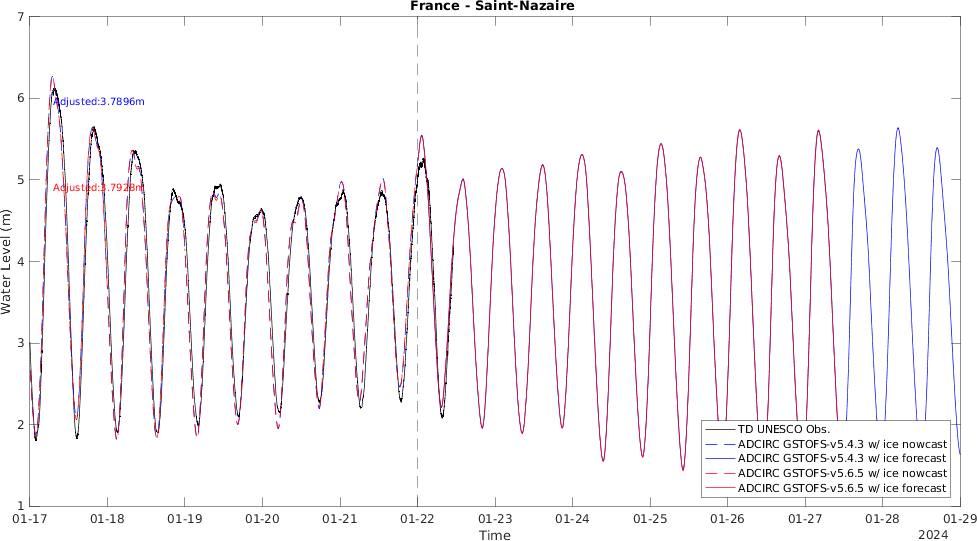 France - Saint-Nazaire
7
6
5
4
3
2
1
Water Level (m)
Adjusted:3.7896m
Adjusted:3.7928m
TD UNESCO Obs.
ADCIRC GSTOFS-v5.4.3 w/ ice nowcast
ADCIRC GSTOFS-v5.4.3 w/ ice forecast
ADCIRC GSTOFS-v5.6.5 w/ ice nowcast
ADCIRC GSTOFS-v5.6.5 w/ ice forecast
01-17 01-18 01-19 01-20 01-21 01-22 01-23 01-24 01-25 01-26 01-27 01-28 01-29
Time
2024